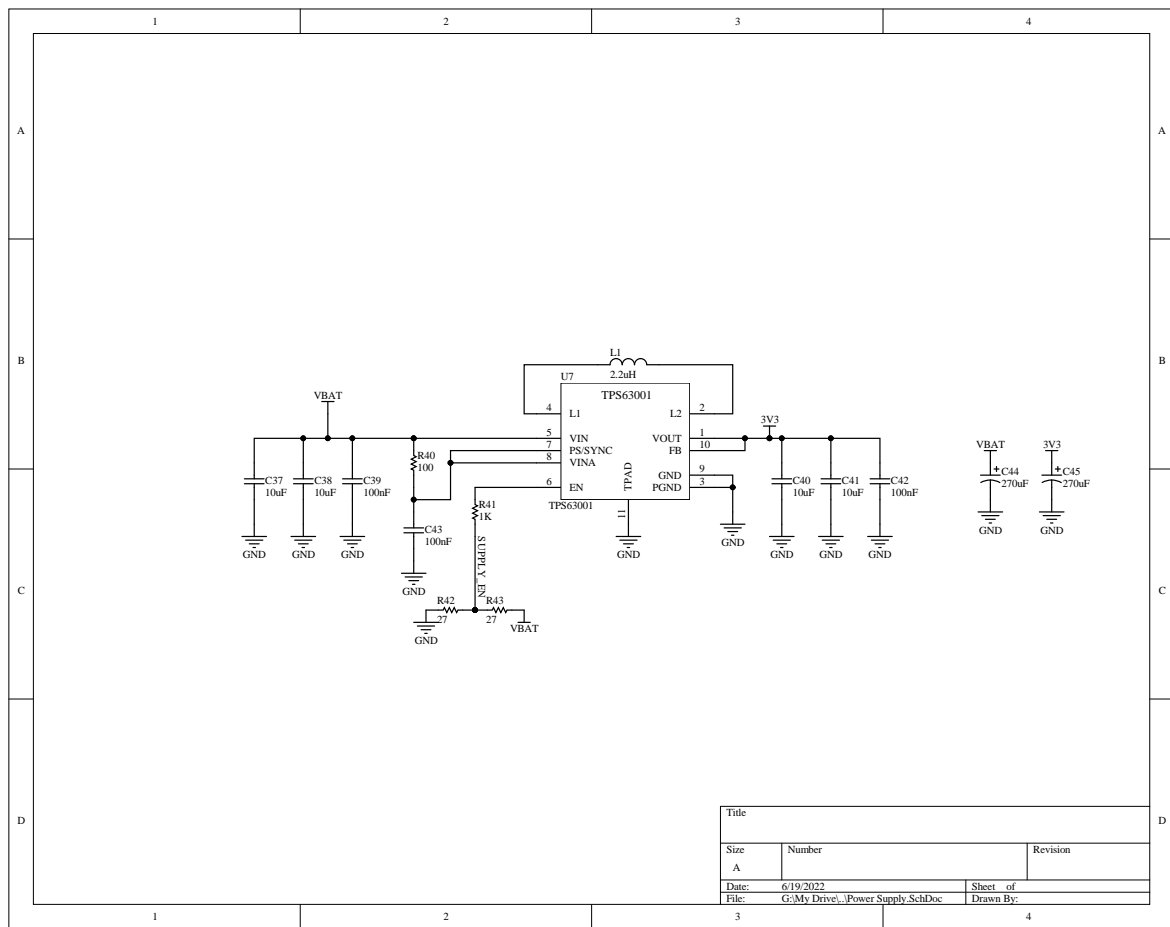 1 2 3 4
A A
B B
L1
2.2uH
U7
TPS63001
VBAT
4 L1 L2 2
3V3
5 VIN VOUT 1
7 PS/SYNC FB 10
VBAT 3V3
R40
100
8 VINA
GND 9
C37
10uF
C38
10uF
C39
100nF
6 EN TPAD PGND 3
C40
10uF
C41
10uF
C42
100nF
C44
270uF
C45
270uF
+ +
TPS63001
R41
1K
11
C43
100nF
GND GND GND GND GND GND GND GND GND GND
SUPPLY_EN
GND
C C
R42
27
R43
27
GND VBAT
D D
Title
Size Number Revision
A
Date: 6/19/2022 Sheet of
File: G:\My Drive\..\Power Supply.SchDoc Drawn By:
1 2 3 4